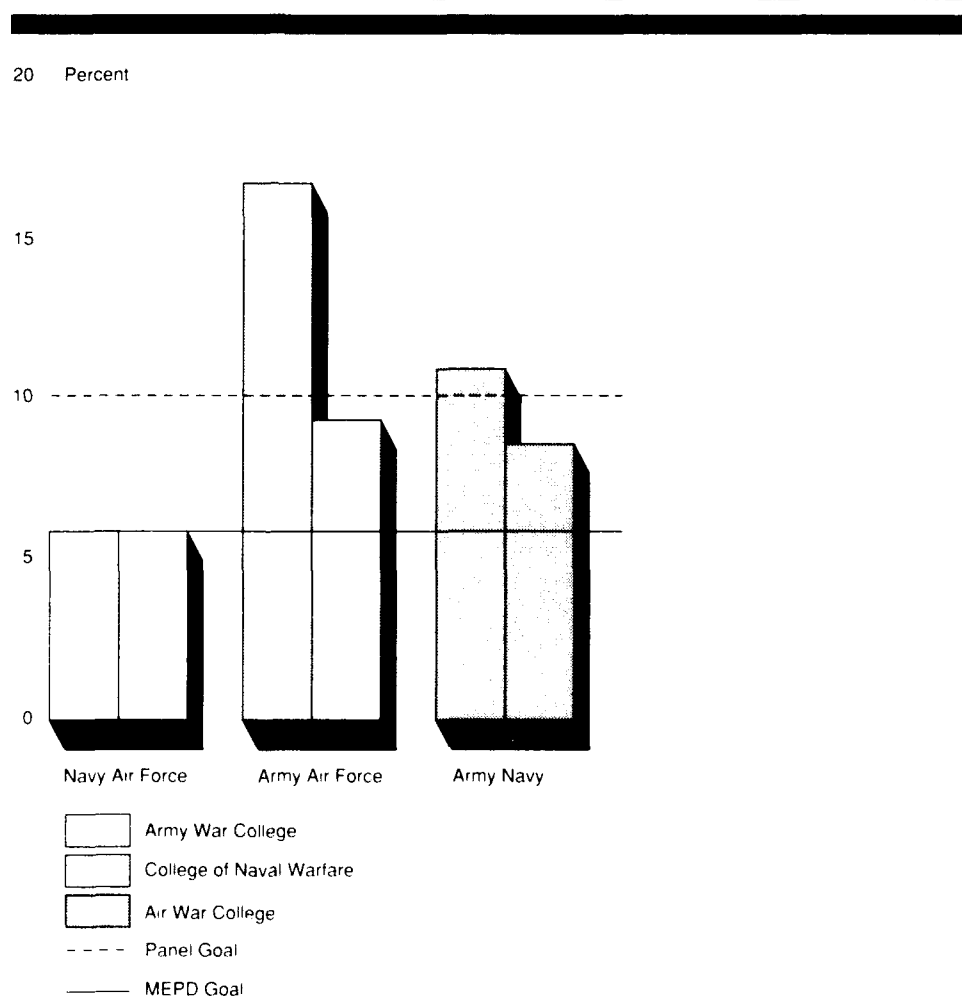 20 Percent
15
10
5
0
Navy Air Force Army Air Force Army Navy
Army War College
College of Naval Warfare
Air War College
Panel Goal
MEPD Goal